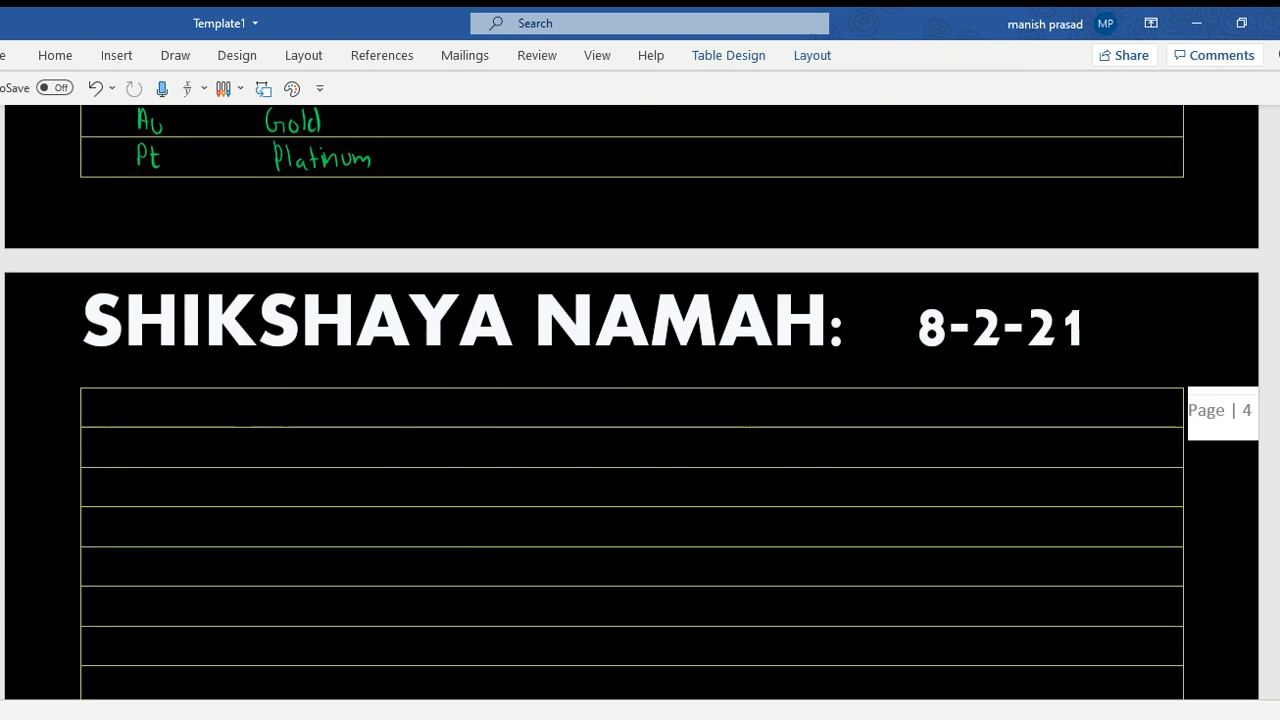 Template1 Search manish prasad MP
Home Insert Draw Design Layout References Mailings Review View Help Table Design Layout Share Comments
oSave Off
Au Gold
Pt Platinum
SHIKSHAYA NAMAH: 8-2-21
Page | 4